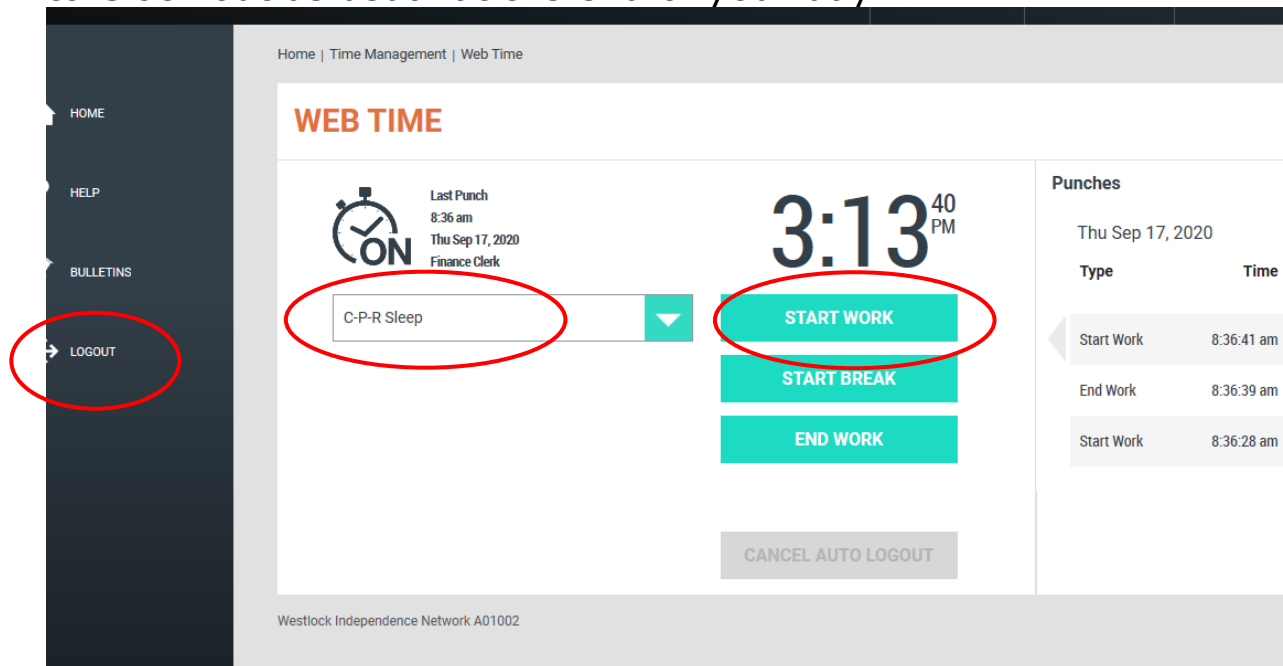 Home | Time Management | Web Time
HOME
HELP
BULLETINS
LOGOUT
WEB TIME
ON
Last Punch
8:36 am
Thu Sep 17, 2020
Finance Clerk
3:13 40 PM
C-P-R Sleep
START WORK
START BREAK
END WORK
CANCEL AUTO LOGOUT
Punches
Thu Sep 17, 2020
Type Time
Start Work 8:36:41 am
End Work 8:36:39 am
Start Work 8:36:28 am
Westlock Independence Network A01002